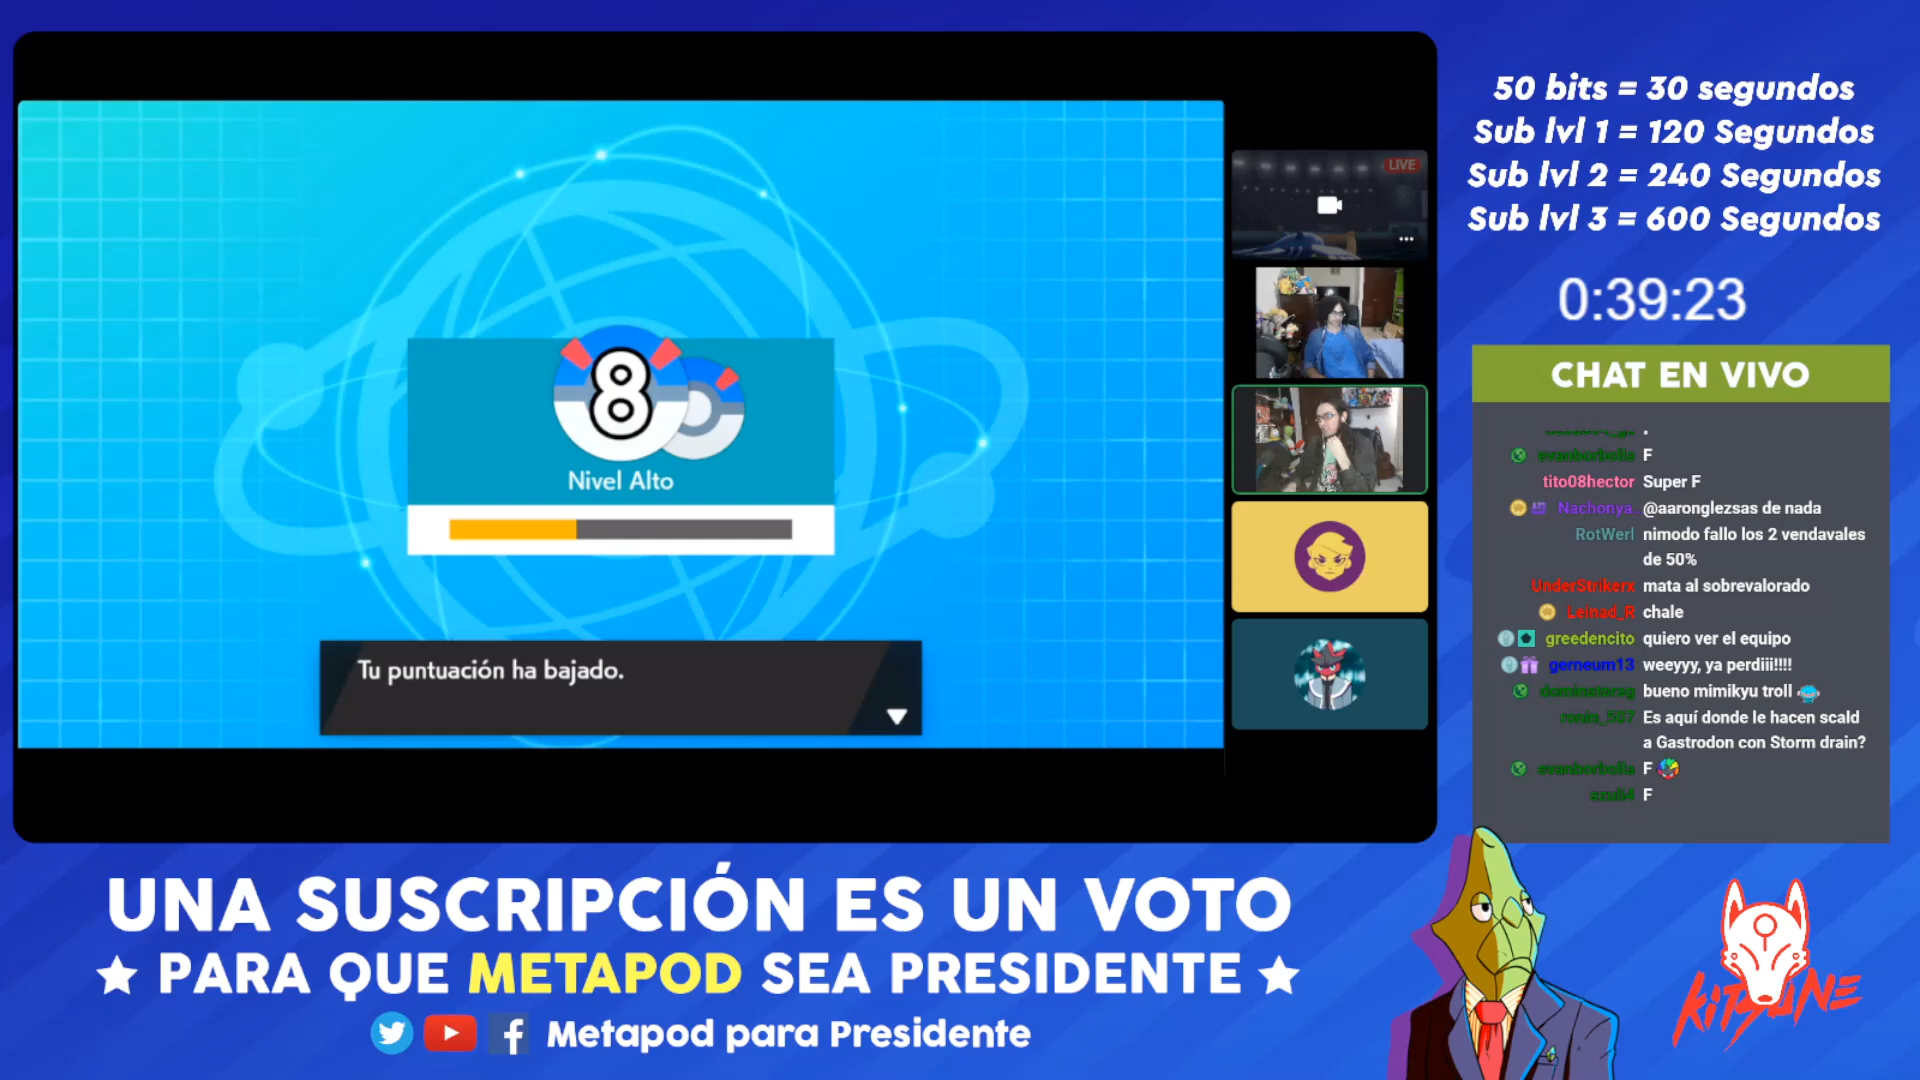 50 bits = 30 segundos
Sub lvl 1 = 120 Segundos
Sub lvl 2 = 240 Segundos
Sub lvl 3 = 600 Segundos
LIVE
0:39:23
8
Nivel Alto
Tu puntuación ha bajado.
CHAT EN VIVO
evanborbolla F
tito08hector Super F
Nachonya_ @aaronglezsas de nada
RotWerl nimodo fallo los 2 vendavales
de 50%
UnderStrikerx mata al sobrevalorado
Leinad_R chale
greedencito quiero ver el equipo
gemeum13 weeyyy, ya perdiii!!!!
bueno mimikyu troll
Es aquí donde le hacen scald
a Gastrodon con Storm drain?
evanborbolla F
F
UNA SUSCRIPCIÓN ES UN VOTO
PARA QUE METAPOD SEA PRESIDENTE
Metapod para Presidente
KITSUNE